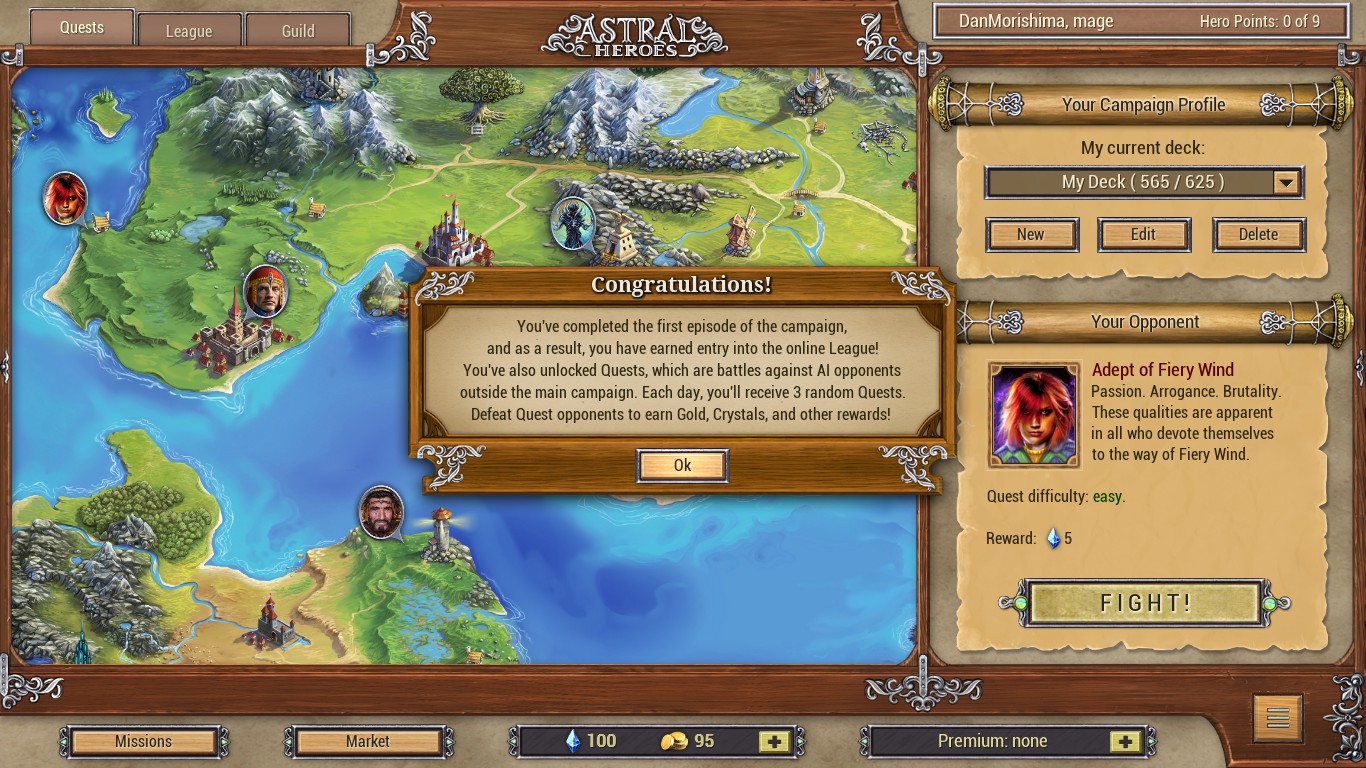 Quests
League
Guild
ASTRAL
HEROES
DanMorishima, mage
Hero Points: 0 of 9
Your Campaign Profile
My current deck:
My Deck ( 565 / 625 )
New
Edit
Delete
Congratulations!
You've completed the first episode of the campaign,
and as a result, you have earned entry into the online League!
You've also unlocked Quests, which are battles against AI opponents
outside the main campaign. Each day, you'll receive 3 random Quests.
Defeat Quest opponents to earn Gold, Crystals, and other rewards!
Ok
Your Opponent
Adept of Fiery Wind
Passion. Arrogance. Brutality.
These qualities are apparent
in all who devote themselves
to the way of Fiery Wind.
Quest difficulty: easy.
Reward: 5
FIGHT!
Missions
Market
100
95
Premium: none